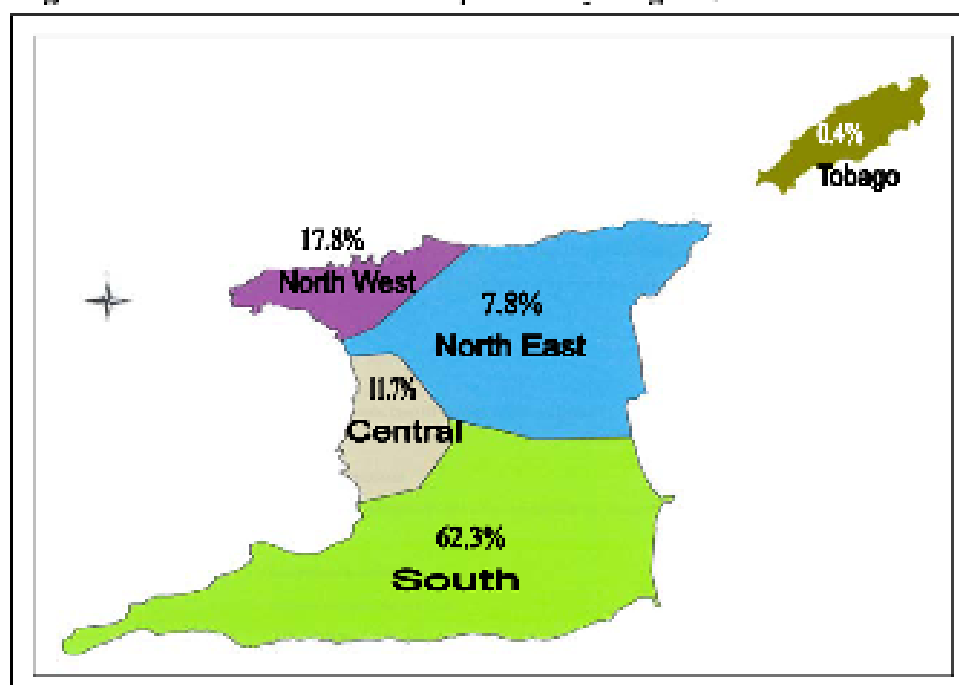 0.4%
Tobago
17.8%
North West
7.8%
North East
11.7%
Central
62.3%
South